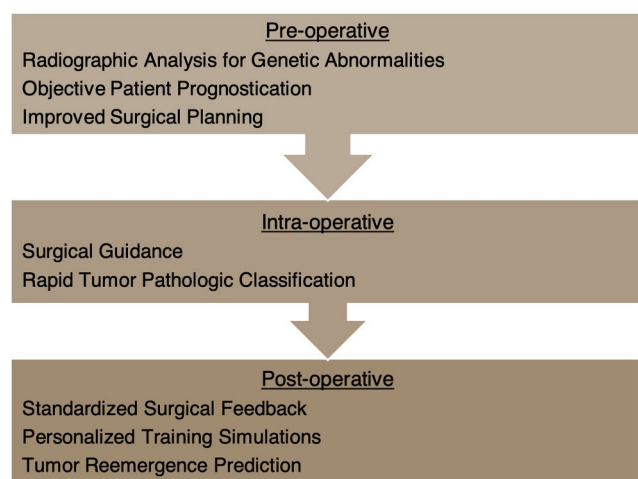 Pre-operative
Radiographic Analysis for Genetic Abnormalities
Objective Patient Prognostication
Improved Surgical Planning
Intra-operative
Surgical Guidance
Rapid Tumor Pathologic Classification
Post-operative
Standardized Surgical Feedback
Personalized Training Simulations
Tumor Reemergence Prediction